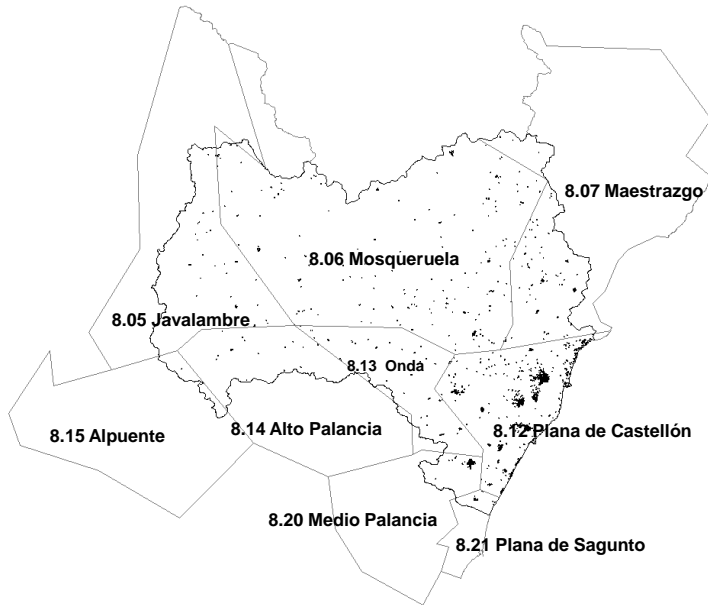 8.07 Maestrazgo
8.06 Mosqueruela
8.05 Javalambre
8.13 Onda
8.14 Alto Palancia
8.12 Plana de Castellón
8.15 Alpuente
8.20 Medio Palancia
8.21 Plana de Sagunto